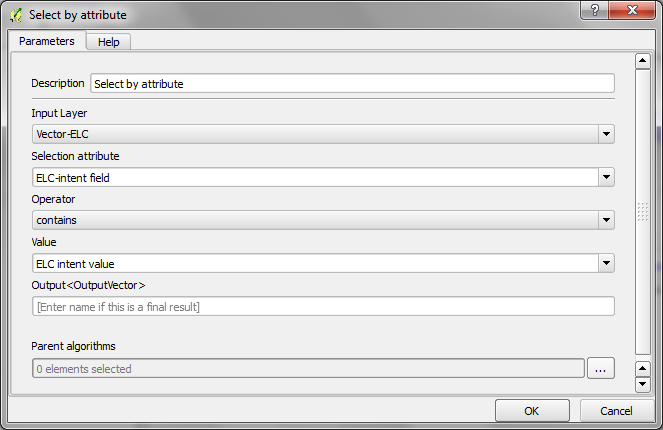 Select by attribute
Parameters
Help
Description Select by attribute
Input Layer
Vector-ELC
Selection attribute
ELC-intent field
Operator
contains
Value
ELC intent value
Output<OutputVector>
[Enter name if this is a final result]
Parent algorithms
0 elements selected
...
OK
Cancel